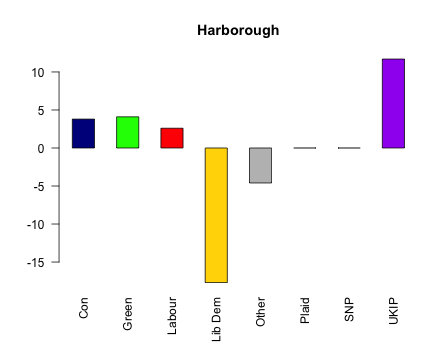 Harborough
10
5
0
-5
-10
-15
Con
Green
Labour
Lib Dem
Other
Plaid
SNP
UKIP